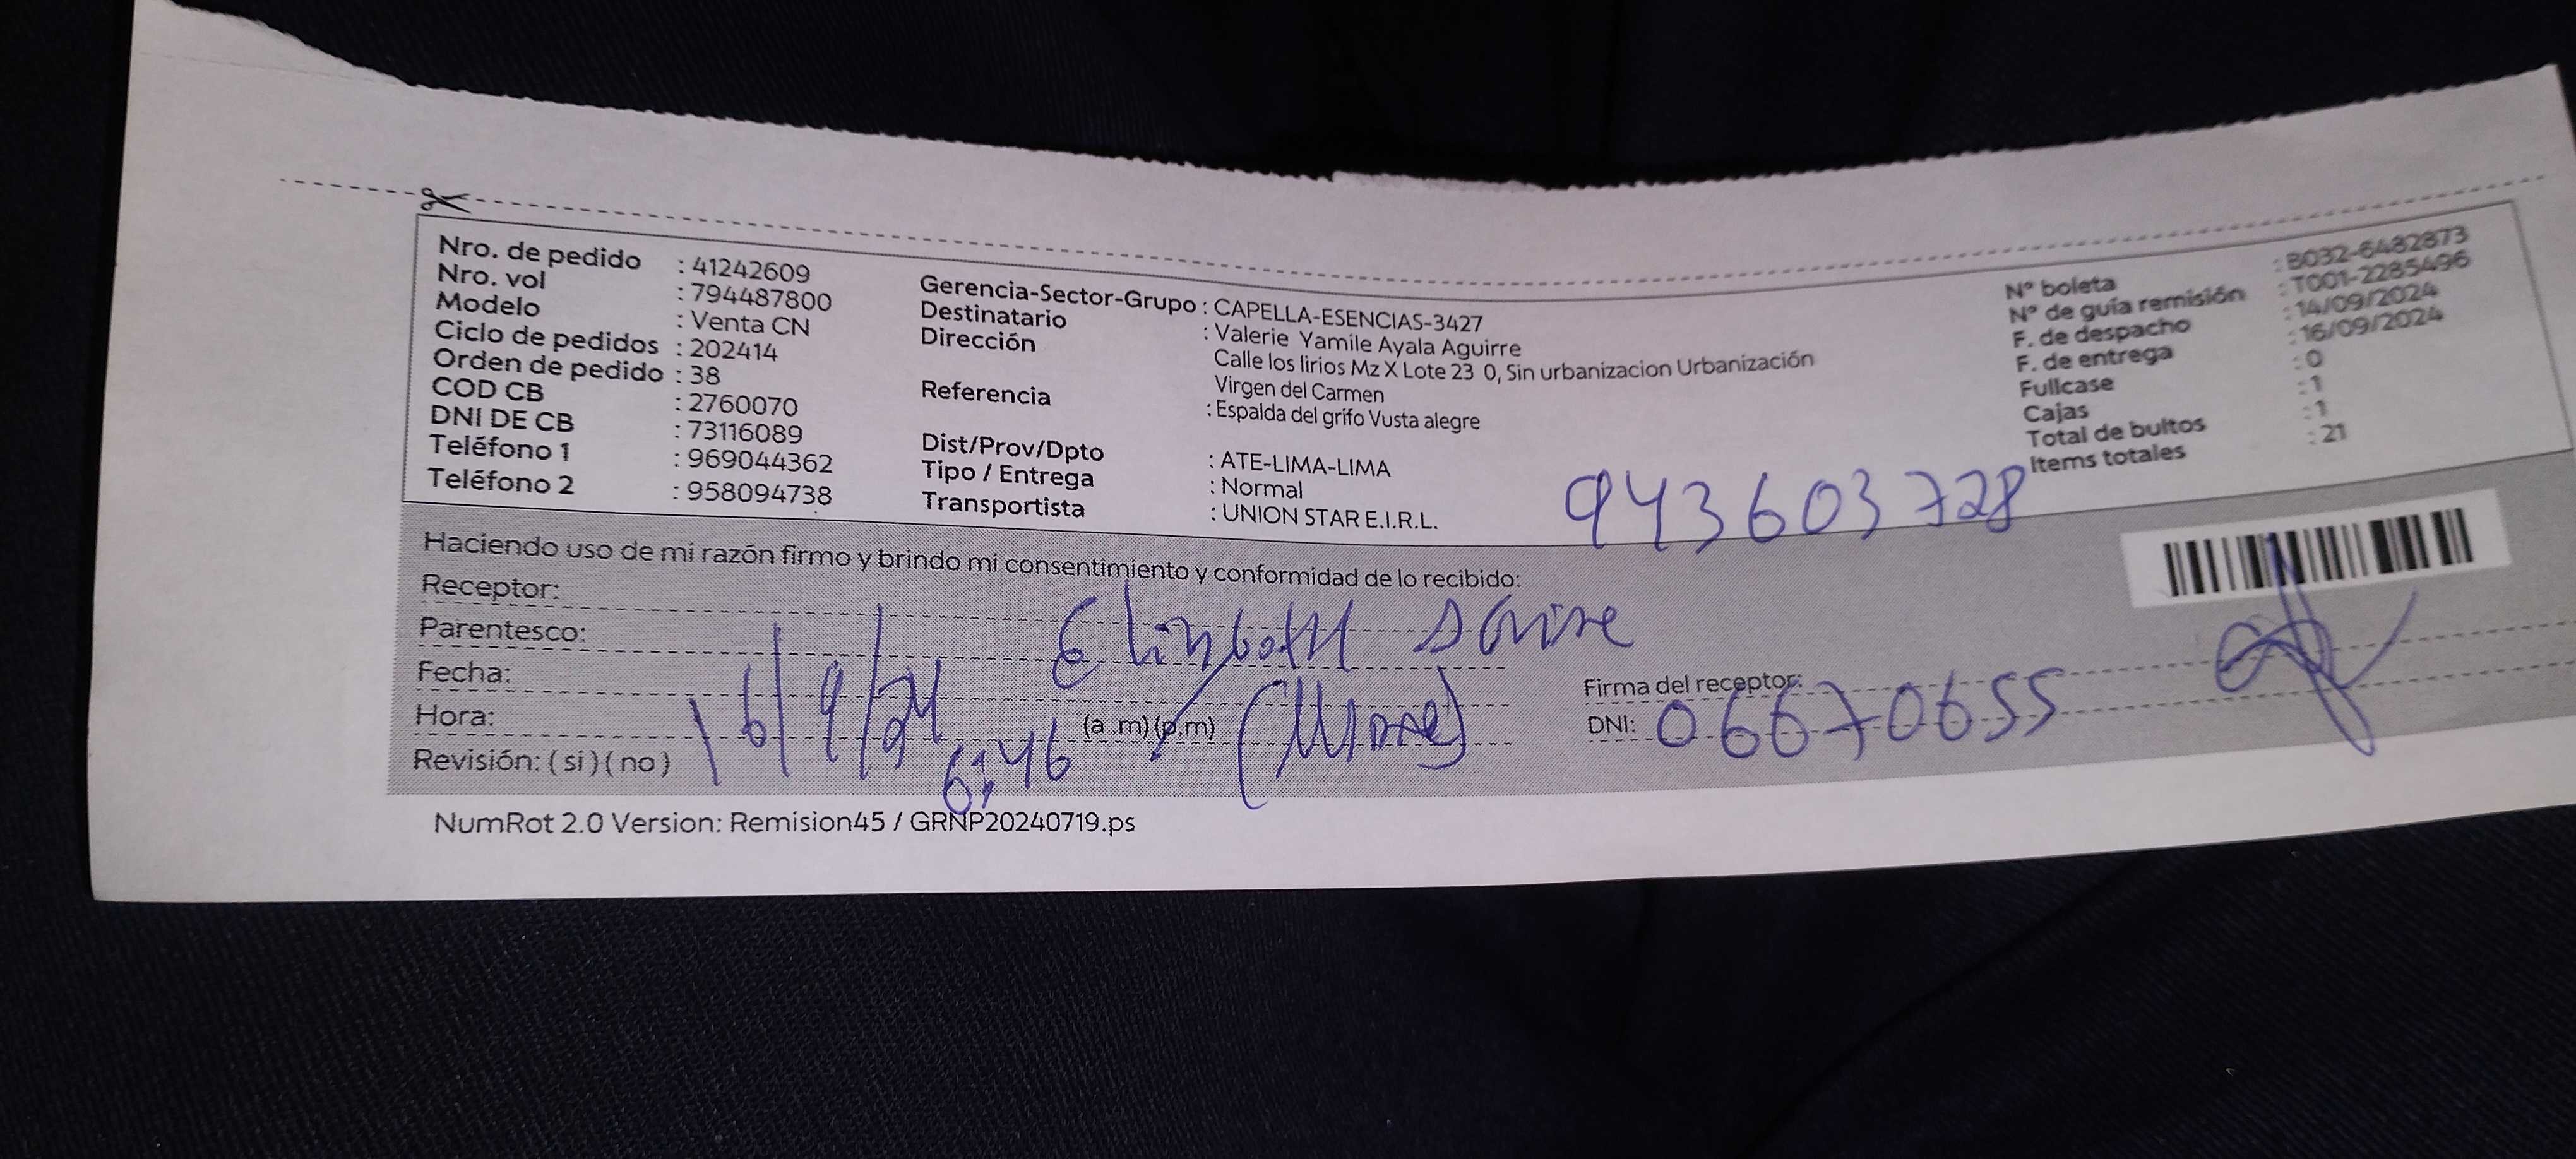 Nro. de pedido : 41242609
Nro. vol : 794487800
Modelo : Venta CN
Ciclo de pedidos : 202414
Orden de pedido : 38
COD CB : 2760070
DNI DE CB : 73116089
Teléfono 1 : 969044362
Teléfono 2 : 958094738
Gerencia-Sector-Grupo : CAPELLA-ESENCIAS-3427
Destinatario : Valerie Yamile Ayala Aguirre
Dirección Calle los lirios Mz X Lote 23 0, Sin urbanizacion Urbanización
Virgen del Carmen
Referencia : Espalda del grifo Vusta alegre
Dist/Prov/Dpto : ATE-LIMA-LIMA
Tipo / Entrega : Normal
Transportista : UNION STAR E.I.R.L.
N° boleta : B032-6482873
N° de guía remisión : T001-2285496
F. de despacho : 14/09/2024
F. de entrega : 16/09/2024
Fullcase : 0
Cajas : 1
Total de bultos : 1
Items totales : 21
943603728
Haciendo uso de mi razón firmo y brindo mi consentimiento y conformidad de lo recibido:
Receptor:
Parentesco:
Fecha: 16/9/24
Hora: 6:46 (a.m)(p.m)
Revisión: (si)(no)
Firma del receptor:
DNI: 06670655
NumRot 2.0 Version: Remision45 / GRNP20240719.ps